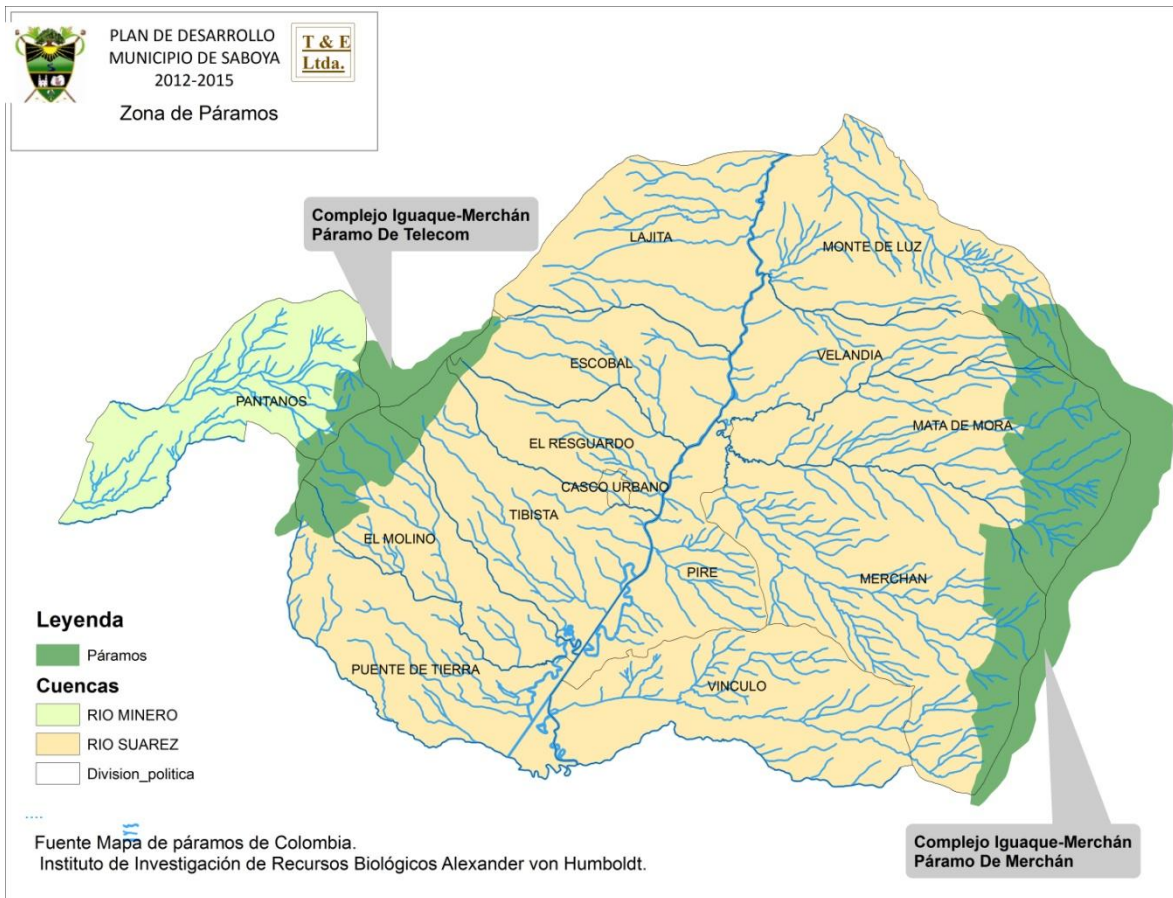 PLAN DE DESARROLLO
MUNICIPIO DE SABOYA
2012-2015
Zona de Páramos
T & E
Ltda.
Complejo Iguaque-Merchán
Páramo De Telecom
LAJITA
MONTE DE LUZ
ESCOBAL
VELANDIA
PANTANOS
MATA DE MORA
EL RESGUARDO
CASCO URBANO
TIBISTA
EL MOLINO
PIRE
MERCHAN
PUENTE DE TIERRA
VINCULO
Leyenda
Páramos
Cuencas
RIO MINERO
RIO SUAREZ
Division_politica
Fuente Mapa de páramos de Colombia.
Instituto de Investigación de Recursos Biológicos Alexander von Humboldt.
Complejo Iguaque-Merchán
Páramo De Merchán